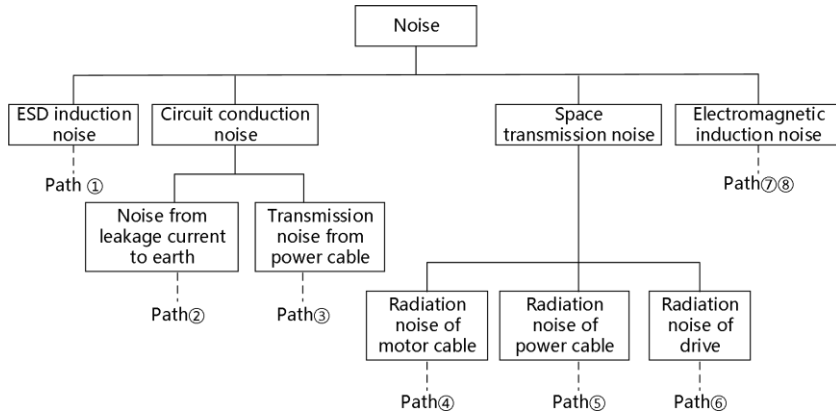 Noise
ESD induction
noise
Circuit conduction
noise
Space
transmission noise
Electromagnetic
induction noise
Path ①
Path⑦⑧
Noise from
leakage current
to earth
Transmission
noise from
power cable
Path②
Path③
Radiation
noise of
motor cable
Radiation
noise of
power cable
Radiation
noise of
drive
Path④
Path⑤
Path⑥